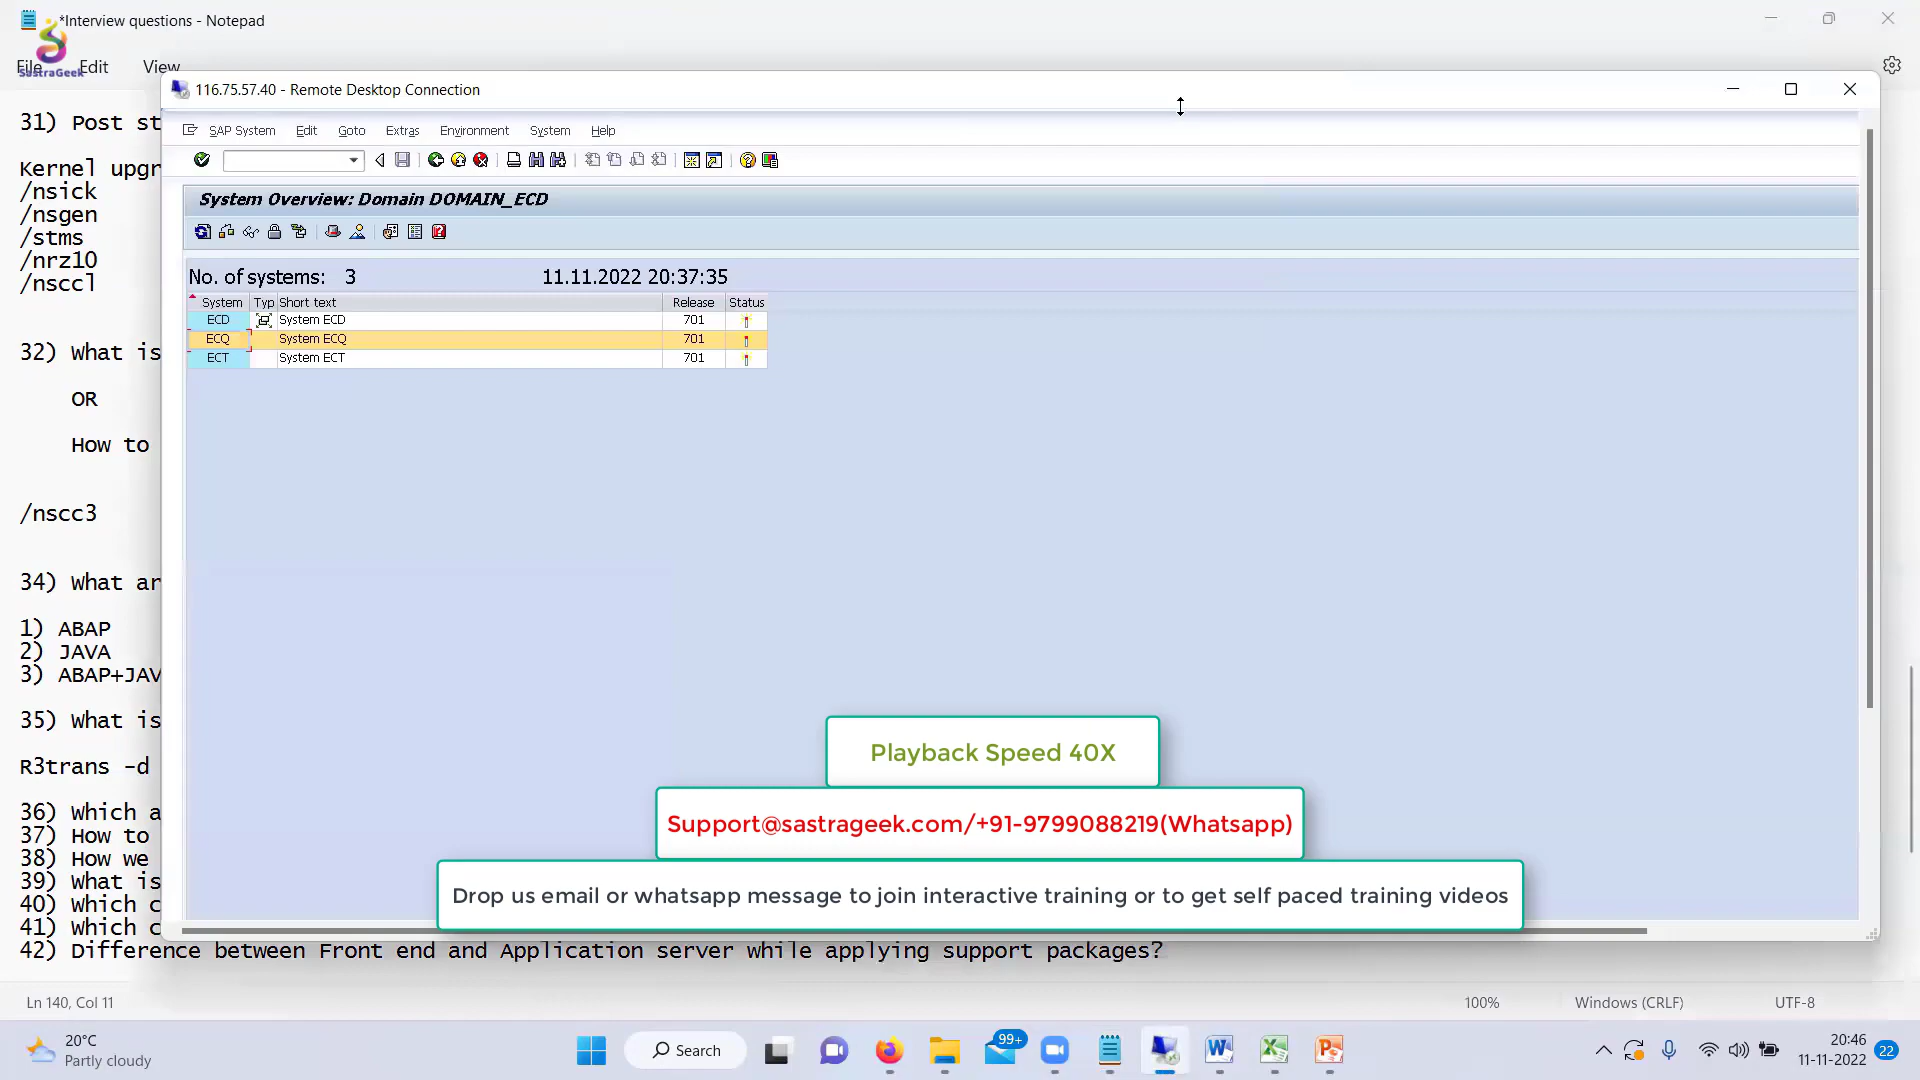 *Interview questions - Notepad
SastraGeek
File Edit View
116.75.57.40 - Remote Desktop Connection
SAP System Edit Goto Extras Environment System Help
System Overview: Domain DOMAIN_ECD
No. of systems: 3 11.11.2022 20:37:35
System Typ Short text Release Status
ECD System ECD 701
ECQ System ECQ 701
ECT System ECT 701
31) Post st
Kernel upgr
/nsick
/nsgen
/stms
/nrz10
/nsccl
32) What is
OR
How to
/nscc3
34) What ar
1) ABAP
2) JAVA
3) ABAP+JAV
35) What is
R3trans -d
36) Which a
37) How to
38) How we
39) What is
40) Which c
41) Which c
42) Difference between Front end and Application server while applying support packages?
Playback Speed 40X
Support@sastrageek.com/+91-9799088219(Whatsapp)
Drop us email or whatsapp message to join interactive training or to get self paced training videos
Ln 140, Col 11 100% Windows (CRLF) UTF-8
20°C
Partly cloudy
Search
99+
20:46
11-11-2022
22